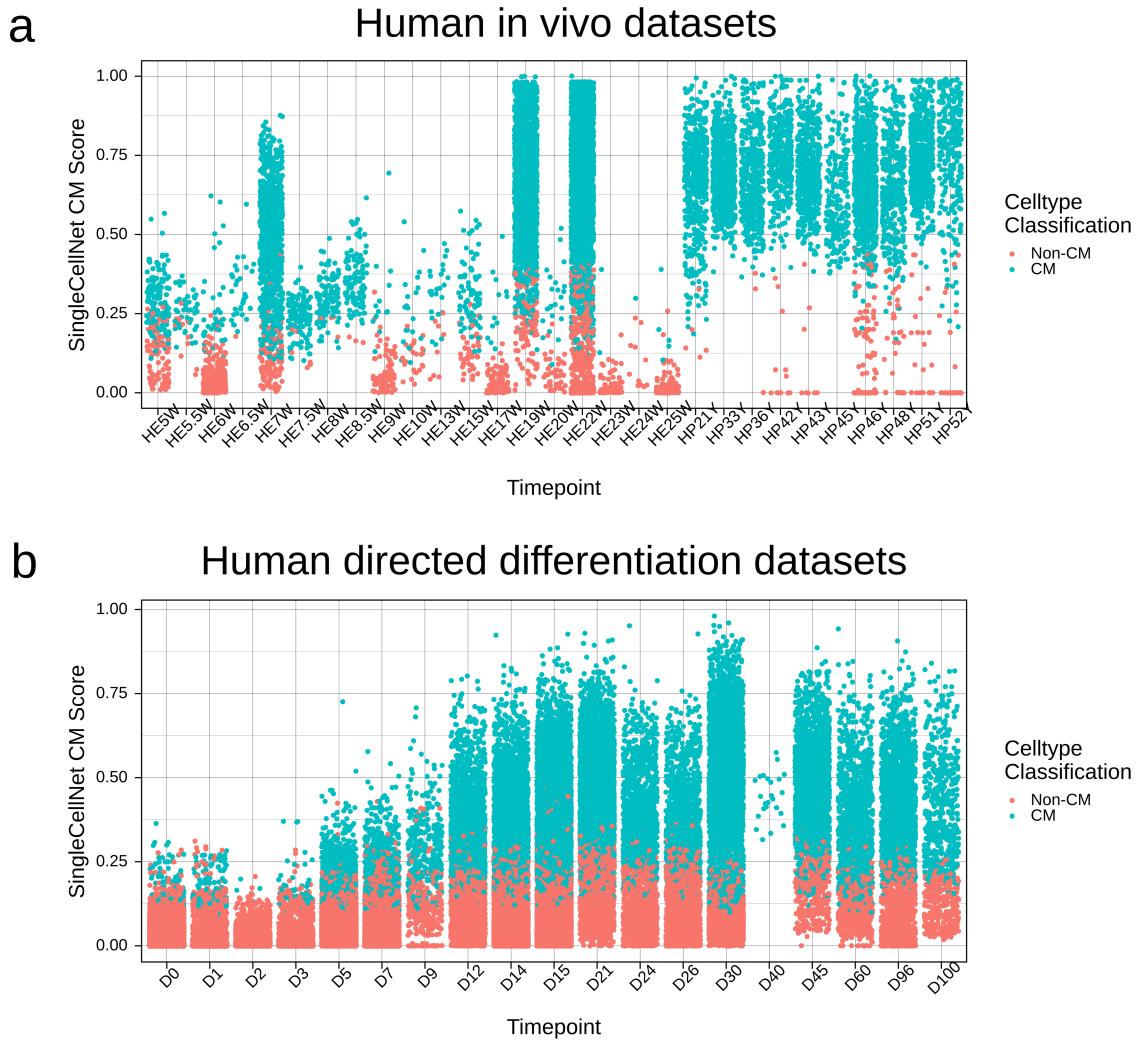 a
Human in vivo datasets
SingleCellNet CM Score
1.00
0.75
0.50
0.25
0.00
HE5W
HE5.5W
HE6W
HE6.5W
HE7W
HE7.5W
HE8W
HE8.5W
HE9W
HE10W
HE13W
HE15W
HE17W
HE19W
HE20W
HE22W
HE23W
HE24W
HE25W
HP21Y
HP33Y
HP36Y
HP42Y
HP43Y
HP45Y
HP46Y
HP48Y
HP51Y
HP52Y
Timepoint
Celltype
Classification
Non-CM
CM
b
Human directed differentiation datasets
SingleCellNet CM Score
1.00
0.75
0.50
0.25
0.00
D0
D1
D2
D3
D5
D7
D9
D12
D14
D15
D21
D24
D26
D30
D40
D45
D60
D96
D100
Timepoint
Celltype
Classification
Non-CM
CM